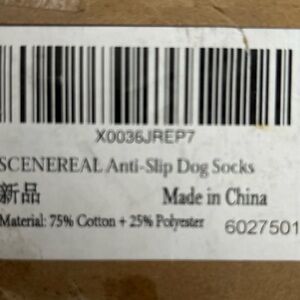 X0036JREP7
SCENEREAL Anti-Slip Dog Socks
新品 Made in China
Material: 75% Cotton + 25% Polyester 6027501